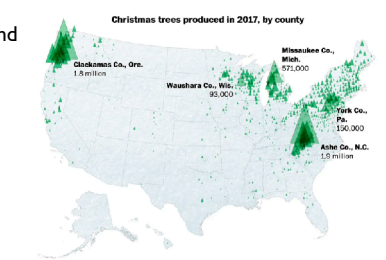 Christmas trees produced in 2017, by county
nd
Clackamas Co., Ore.
1.8 million
Waushara Co., Wis.
93,000
Missaukee Co.,
Mich.
571,000
York Co.,
Pa.
150,000
Ashe Co., N.C.
1.9 million